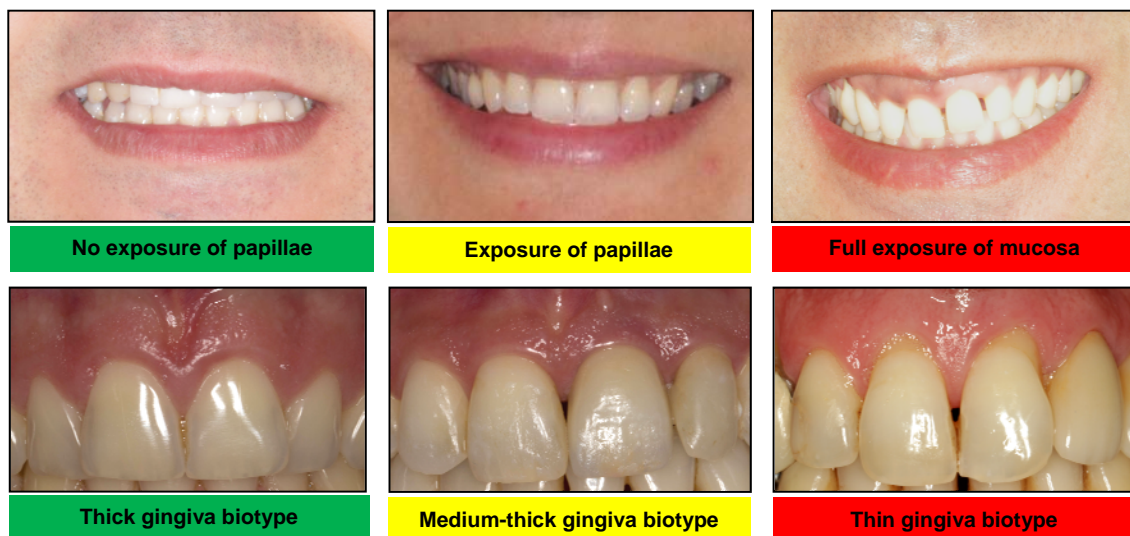 No exposure of papillae
Exposure of papillae
Full exposure of mucosa
Thick gingiva biotype
Medium-thick gingiva biotype
Thin gingiva biotype